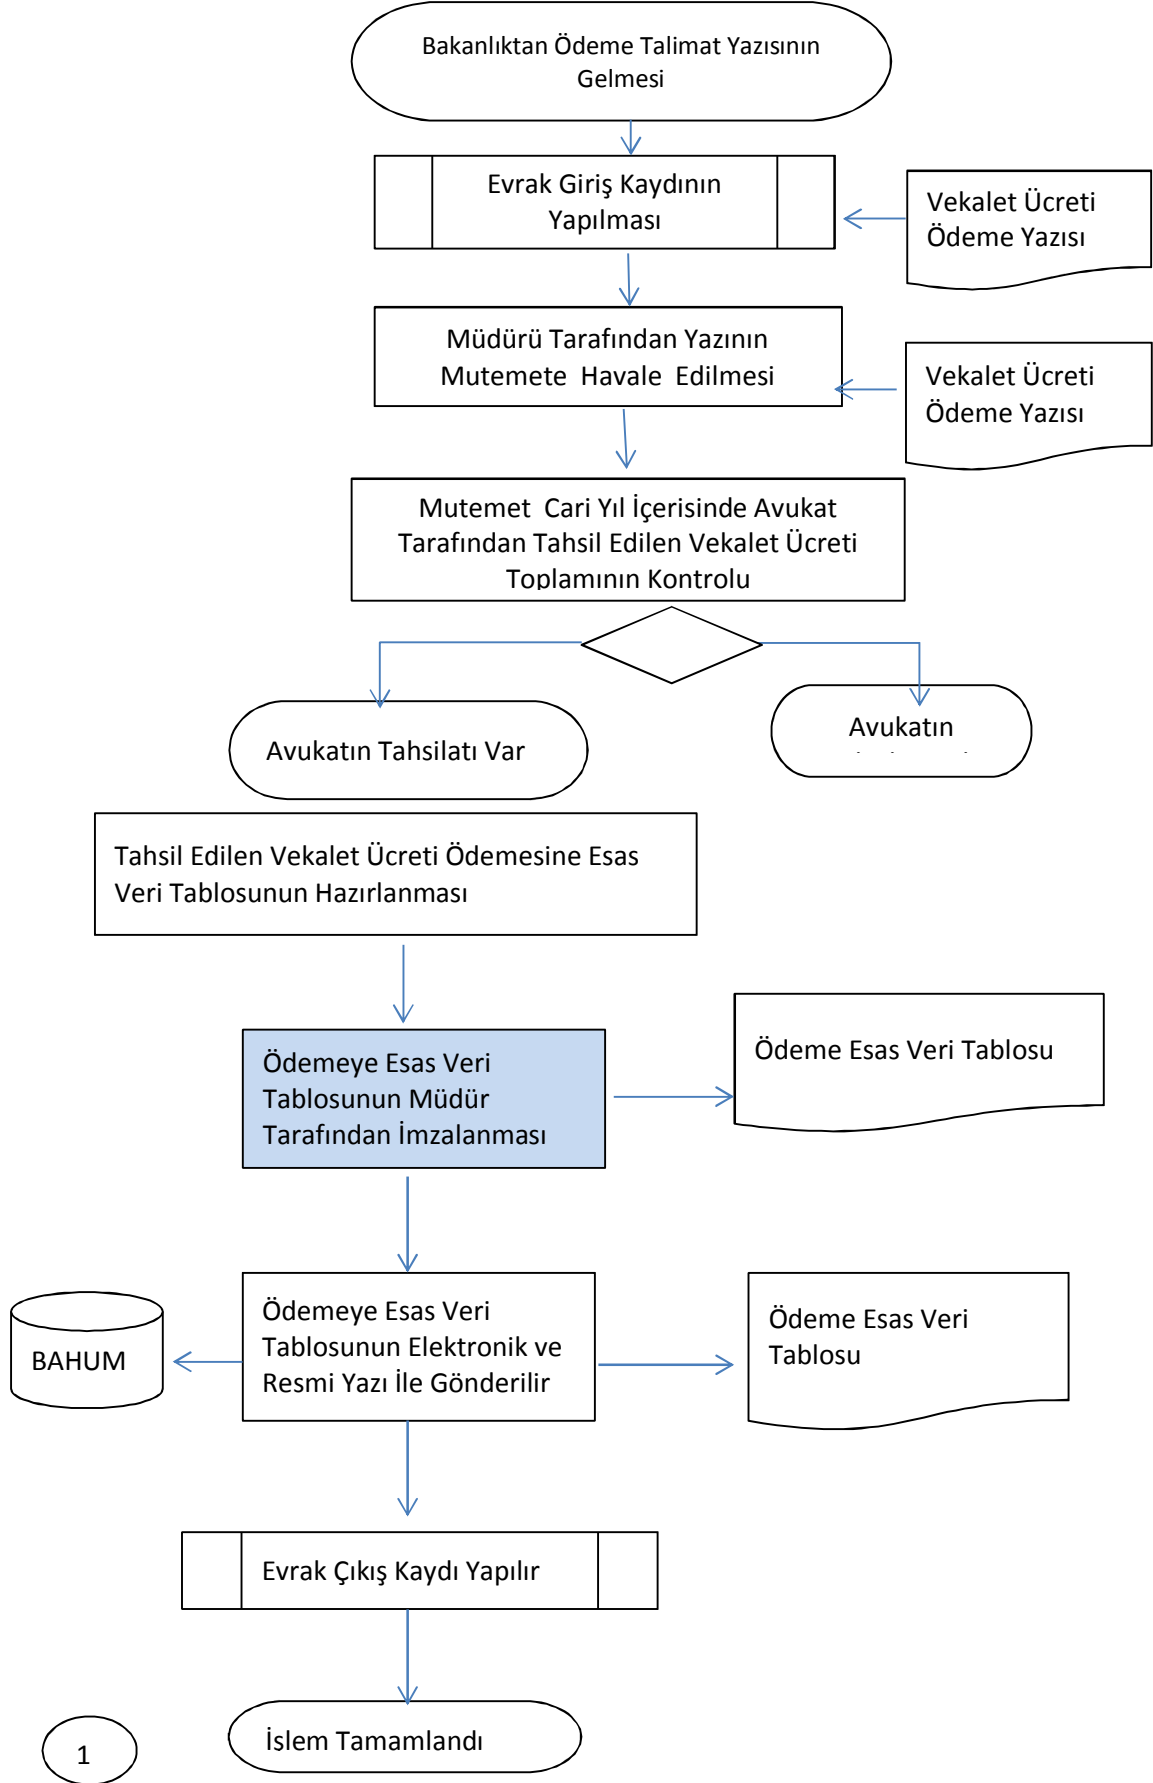 Bakanlıktan Ödeme Talimat Yazısının
Gelmesi
Evrak Giriş Kaydının
Yapılması
Vekalet Ücreti
Ödeme Yazısı
Müdürü Tarafından Yazının
Mutemete Havale Edilmesi
Vekalet Ücreti
Ödeme Yazısı
Mutemet Cari Yıl İçerisinde Avukat
Tarafından Tahsil Edilen Vekalet Ücreti
Toplamının Kontrolu
Avukatın Tahsilatı Var
Avukatın
Tahsil Edilen Vekalet Ücreti Ödemesine Esas
Veri Tablosunun Hazırlanması
Ödemeye Esas Veri
Tablosunun Müdür
Tarafından İmzalanması
Ödeme Esas Veri Tablosu
Ödemeye Esas Veri
Tablosunun Elektronik ve
Resmi Yazı İle Gönderilir
BAHUM
Ödeme Esas Veri
Tablosu
Evrak Çıkış Kaydı Yapılır
İşlem Tamamlandı
1